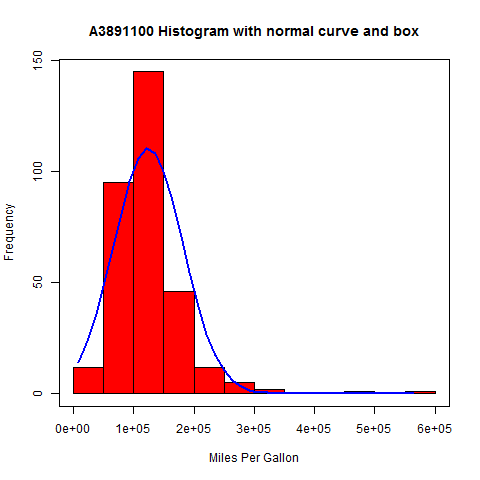 A3891100 Histogram with normal curve and box
Frequency
150
100
50
0
0e+00 1e+05 2e+05 3e+05 4e+05 5e+05 6e+05
Miles Per Gallon